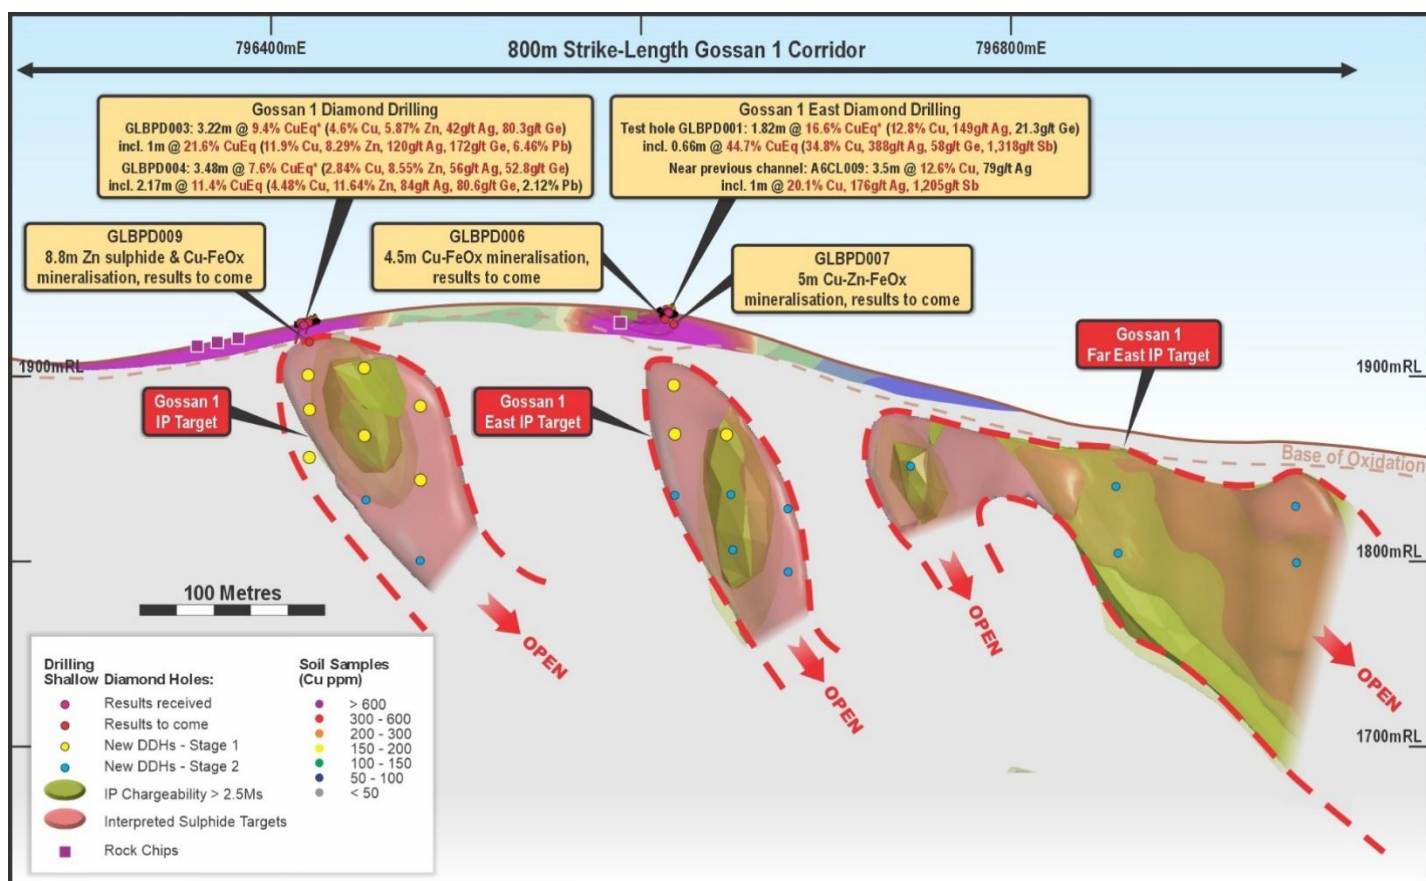 796400mE
796800mE
800m Strike-Length Gossan 1 Corridor
Gossan 1 Diamond Drilling
GLBPD003: 3.22m @ 9.4% CuEq* (4.6% Cu, 5.87% Zn, 42g/t Ag, 80.3g/t Ge)
incl. 1m @ 21.6% CuEq (11.9% Cu, 8.29% Zn, 120g/t Ag, 172g/t Ge, 6.46% Pb)
GLBPD004: 3.48m @ 7.6% CuEq* (2.84% Cu, 8.55% Zn, 56g/t Ag, 52.8g/t Ge)
incl. 2.17m @ 11.4% CuEq (4.48% Cu, 11.64% Zn, 84g/t Ag, 80.6g/t Ge, 2.12% Pb)
Gossan 1 East Diamond Drilling
Test hole GLBPD001: 1.82m @ 16.6% CuEq* (12.8% Cu, 149g/t Ag, 21.3g/t Ge)
incl. 0.66m @ 44.7% CuEq (34.8% Cu, 388g/t Ag, 58g/t Ge, 1,318g/t Sb)
Near previous channel: A6CL009: 3.5m @ 12.6% Cu, 79g/t Ag
incl. 1m @ 20.1% Cu, 176g/t Ag, 1,205g/t Sb
GLBPD009
8.8m Zn sulphide & Cu-FeOx
mineralisation, results to come
GLBPD006
4.5m Cu-FeOx mineralisation,
results to come
GLBPD007
5m Cu-Zn-FeOx
mineralisation, results to come
Gossan 1
Far East IP Target
1900mRL
1900mRL
Gossan 1
IP Target
Gossan 1
East IP Target
Base of Oxidation
1800mRL
100 Metres
OPEN
OPEN
OPEN
OPEN
1700mRL
Drilling
Shallow Diamond Holes:
Results received
Results to come
New DDHs - Stage 1
New DDHs - Stage 2
IP Chargeability > 2.5Ms
Interpreted Sulphide Targets
Rock Chips
Soil Samples
(Cu ppm)
> 600
300 - 600
200 - 300
150 - 200
100 - 150
50 - 100
< 50